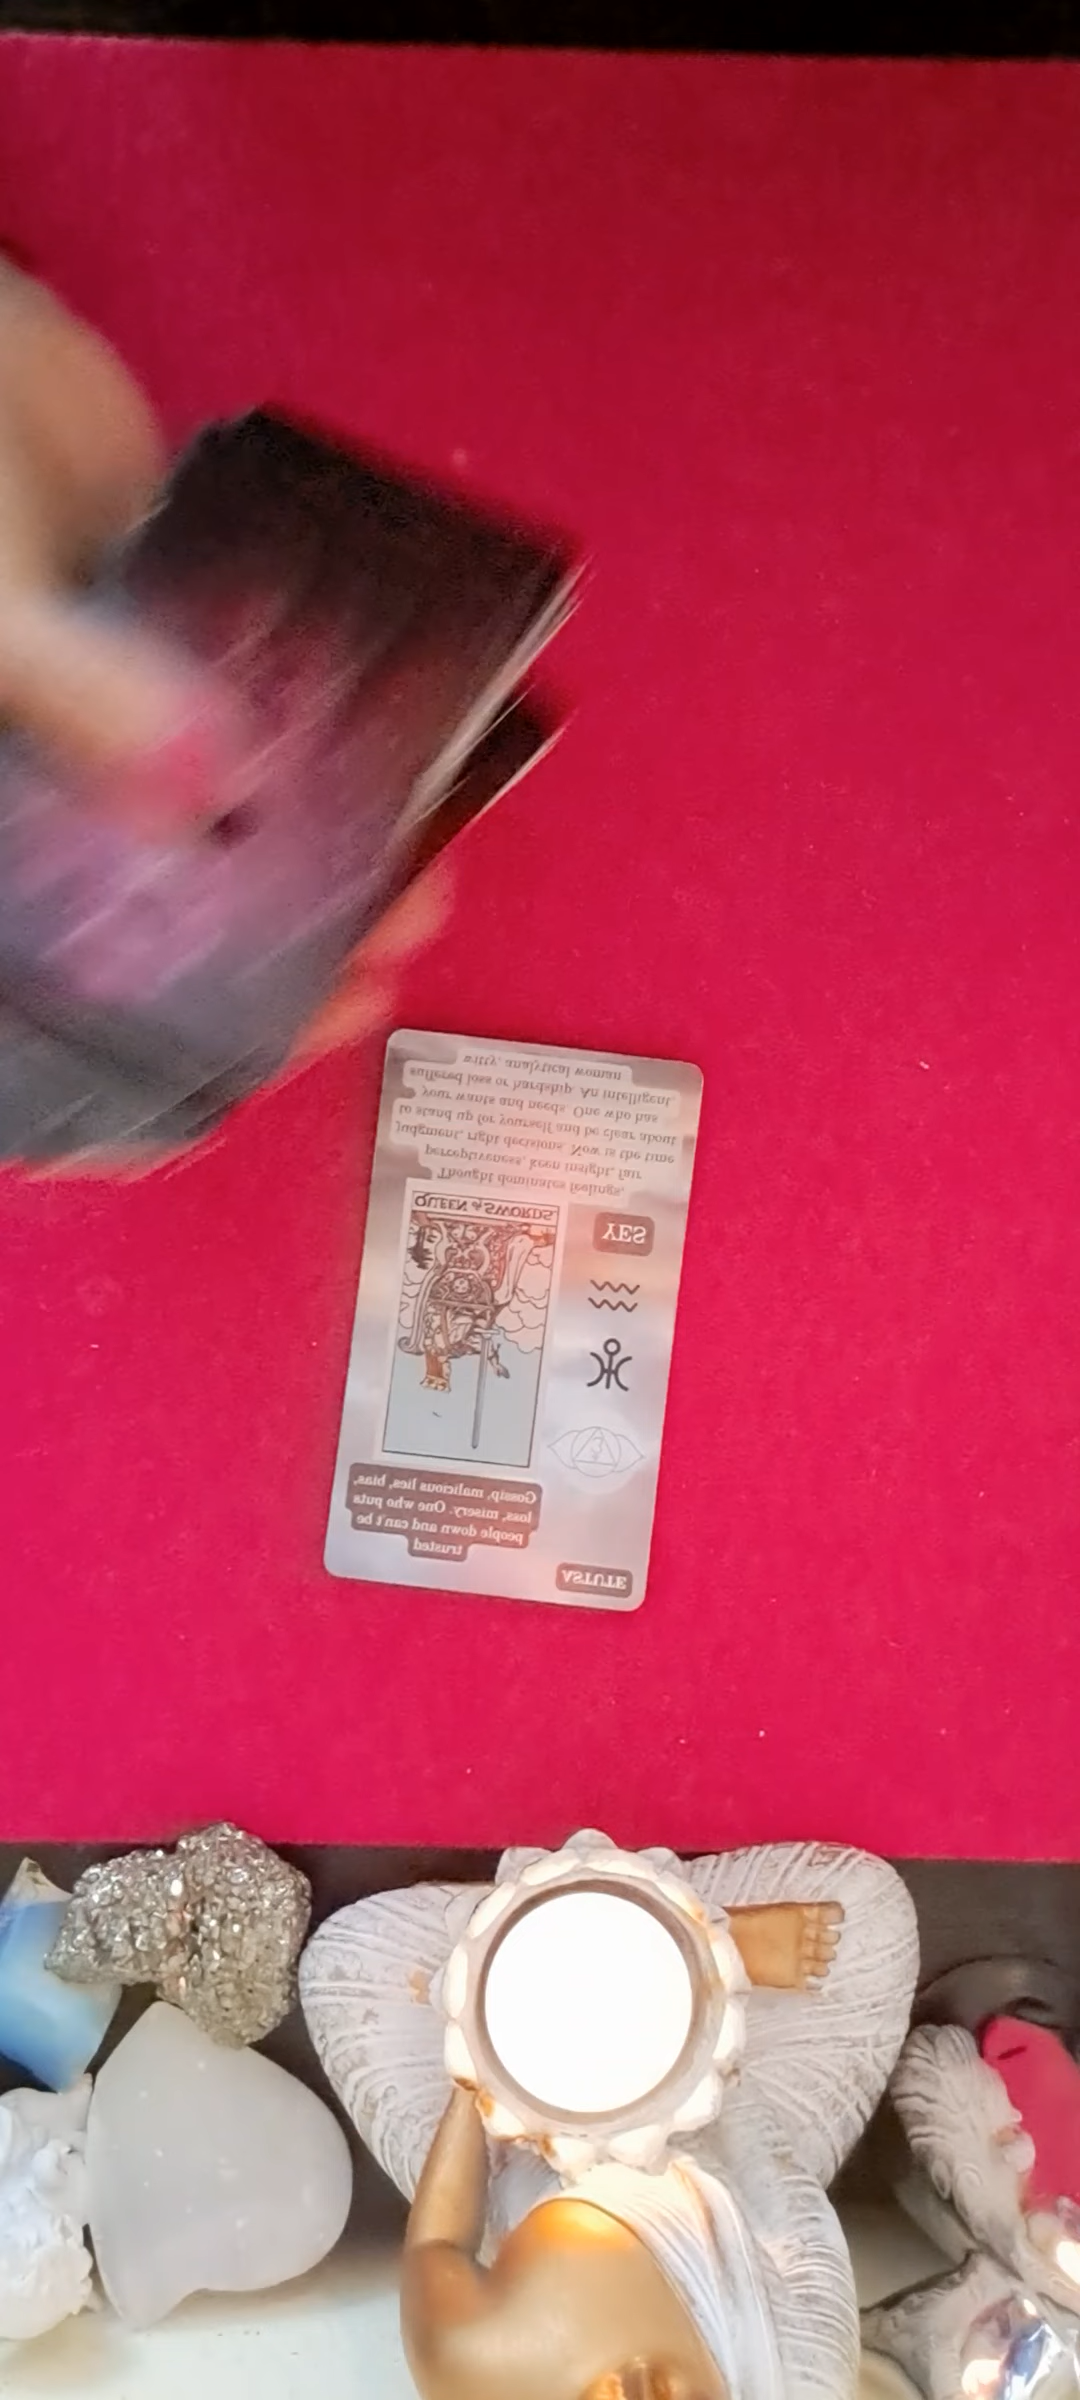 ASTUTE
Gossip, malicious lies, bias,
loss, misery. One who puts
people down and can't be
trusted
YES
QUEEN of SWORDS
Thought dominates feelings,
perceptiveness, keen insight, fair
judgment, right decisions. Now is the time
to stand up for yourself and be clear about
your wants and needs. One who has
suffered loss or hardship. An intelligent,
witty, analytical woman